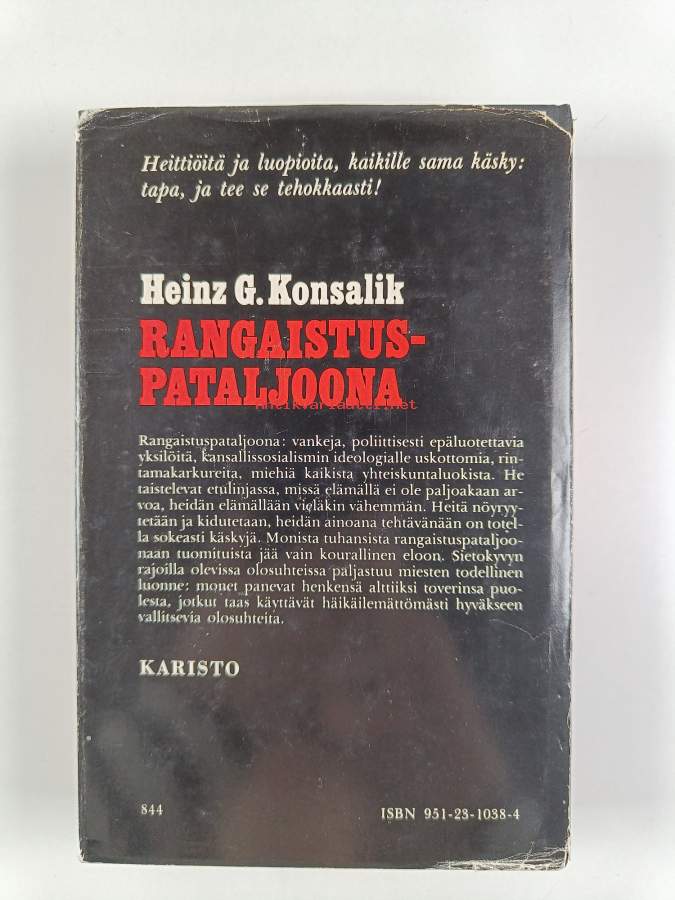 Heittiöitä ja luopioita, kaikille sama käsky:
tapa, ja tee se tehokkaasti!
Heinz G. Konsalik
RANGAISTUS-
PATALJOONA
Antikvariaatti.net
Rangaistuspataljoona: vankeja, poliittisesti epäluotettavia
yksilöitä, kansallissosialismin ideologialle uskottomia, rin-
tamakarkureita, miehiä kaikista yhteiskuntaluokista. He
taistelevat etulinjassa, missä elämällä ei ole paljoakaan ar-
voa, heidän elämällään vieläkin vähemmän. Heitä nöyryy-
tetään ja kidutetaan, heidän ainoana tehtävänään on totel-
la sokeasti käskyjä. Monista tuhansista rangaistuspataljoo-
naan tuomituista jää vain kourallinen eloon. Sietokyvyn
rajoilla olevissa olosuhteissa paljastuu miesten todellinen
luonne: monet panevat henkensä alttiiksi toverinsa puo-
lesta, jotkut taas käyttävät häikäilemättömästi hyväkseen
vallitsevia olosuhteita.
KARISTO
844
ISBN 951-23-1038-4